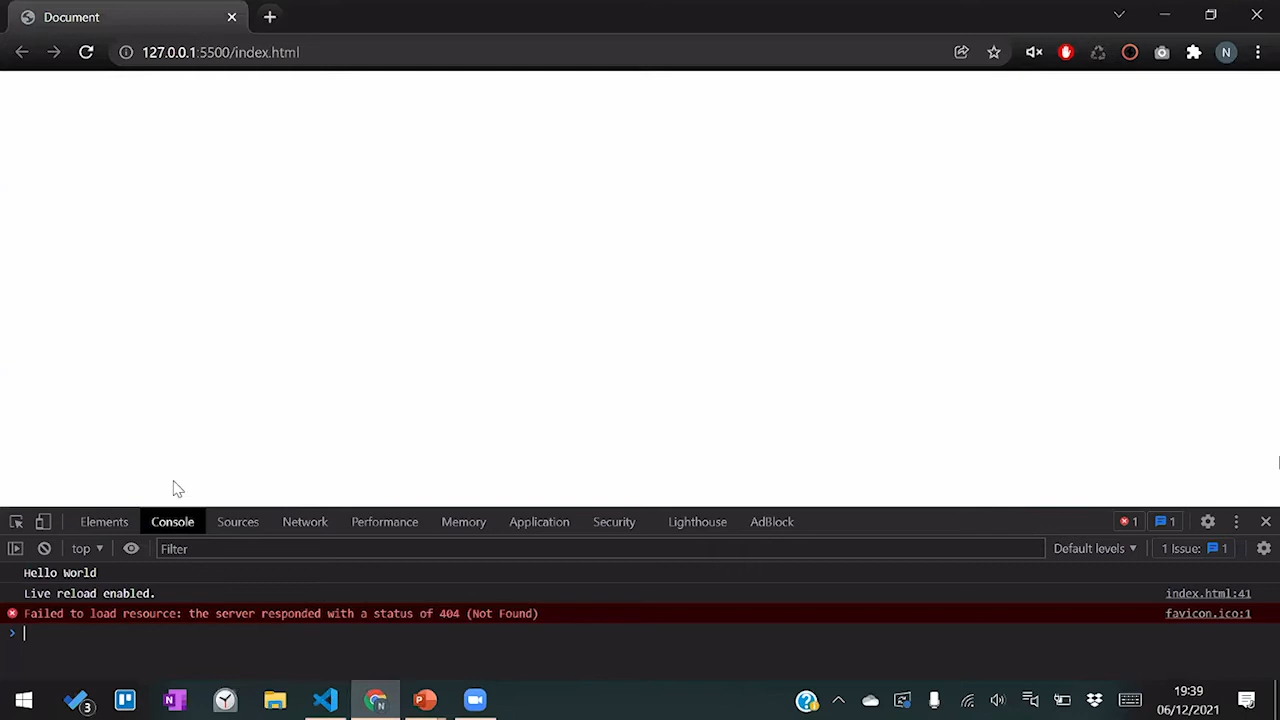 Document
127.0.0.1:5500/index.html
N
Elements Console Sources Network Performance Memory Application Security Lighthouse AdBlock 1 1
top Filter Default levels 1 Issue: 1
Hello World
Live reload enabled. index.html:41
Failed to load resource: the server responded with a status of 404 (Not Found) favicon.ico:1
3 N N P 19:39
06/12/2021